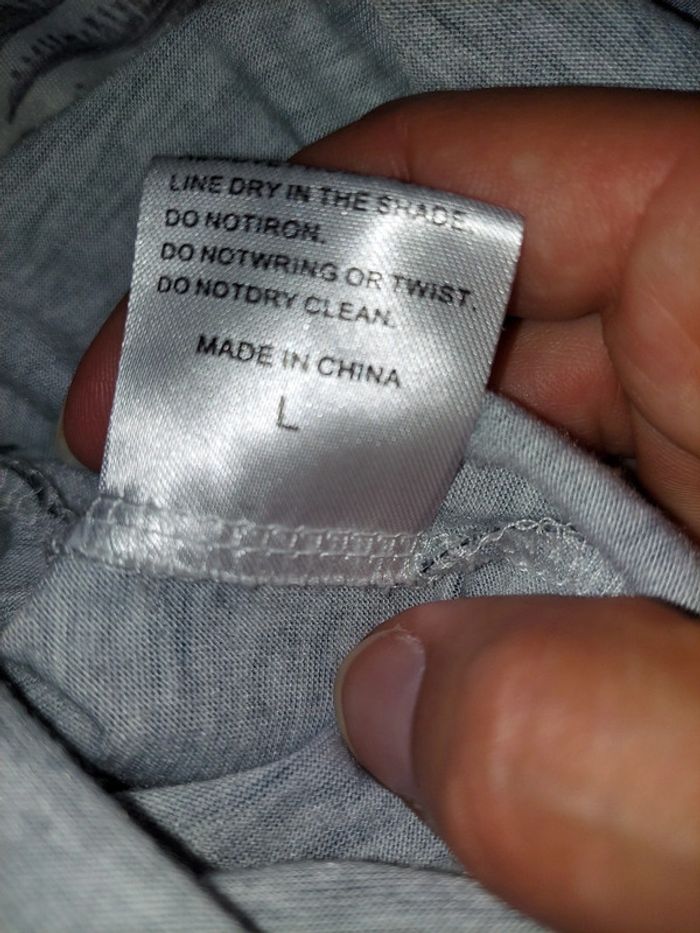 LINE DRY IN THE SHADE.
DO NOTIRON.
DO NOTWRING OR TWIST.
DO NOTDRY CLEAN.
MADE IN CHINA
L